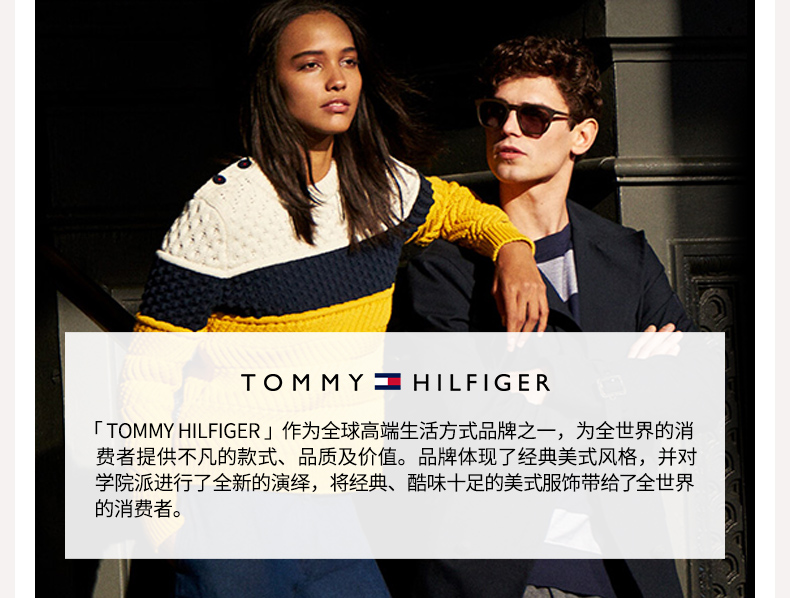 TOMMY HILFIGER
「 TOMMY HILFIGER 」作为全球高端生活方式品牌之一，为全世界的消
费者提供不凡的款式、品质及价值。品牌体现了经典美式风格，并对
学院派进行了全新的演绎，将经典、酷味十足的美式服饰带给了全世界
的消费者。